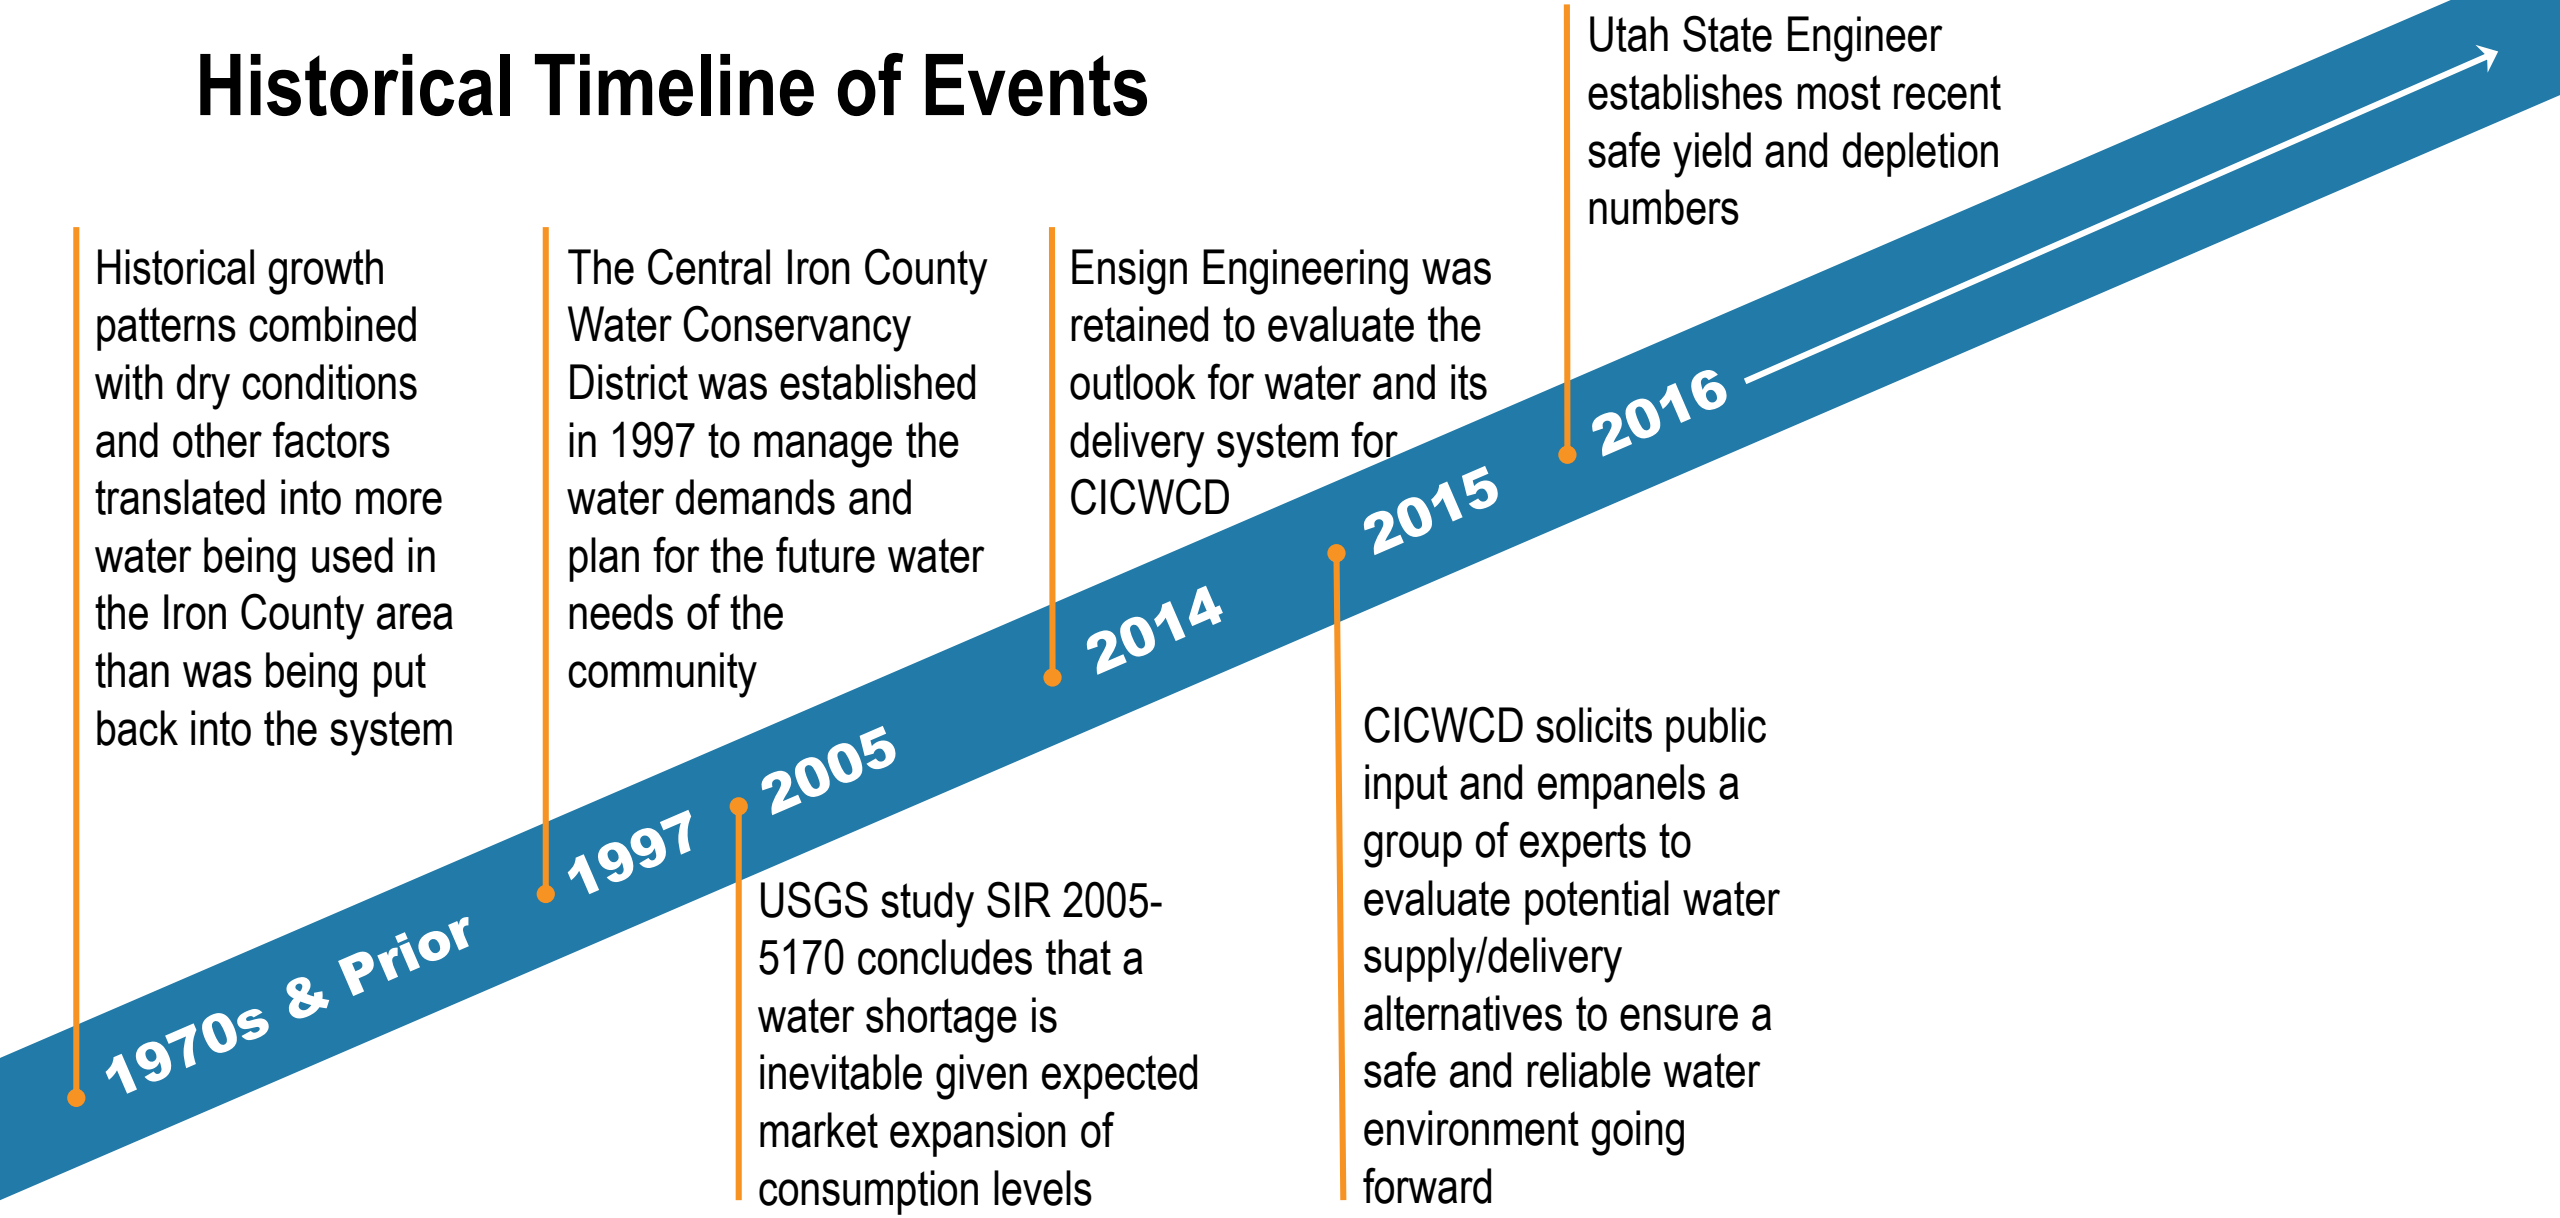 Historical Timeline of Events
Historical growth
patterns combined
with dry conditions
and other factors
translated into more
water being used in
the Iron County area
than was being put
back into the system
1970s & Prior
The Central Iron County
Water Conservancy
District was established
in 1997 to manage the
water demands and
plan for the future water
needs of the
community
1997
2005
USGS study SIR 2005-
5170 concludes that a
water shortage is
inevitable given expected
market expansion of
consumption levels
Ensign Engineering was
retained to evaluate the
outlook for water and its
delivery system for
CICWCD
2014
2015
CICWCD solicits public
input and empanels a
group of experts to
evaluate potential water
supply/delivery
alternatives to ensure a
safe and reliable water
environment going
forward
Utah State Engineer
establishes most recent
safe yield and depletion
numbers
2016